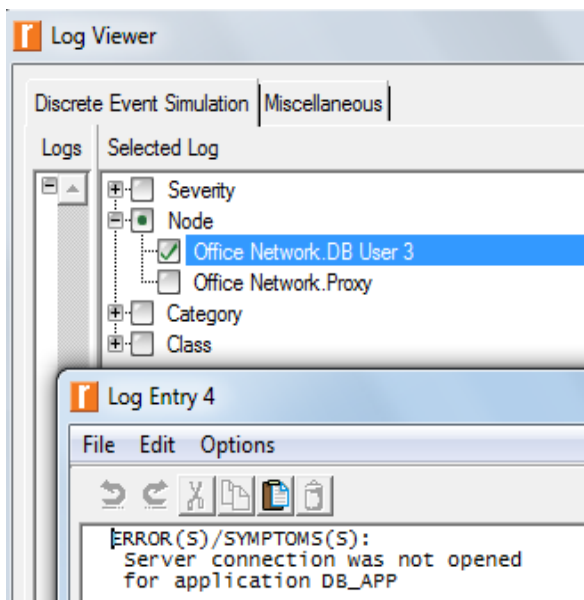 Log Viewer
Discrete Event Simulation Miscellaneous
Logs Selected Log
Severity
Node
Office Network.DB User 3
Office Network.Proxy
Category
Class
Log Entry 4
File Edit Options
ERROR(S)/SYMPTOMS(S):
Server connection was not opened
for application DB_APP